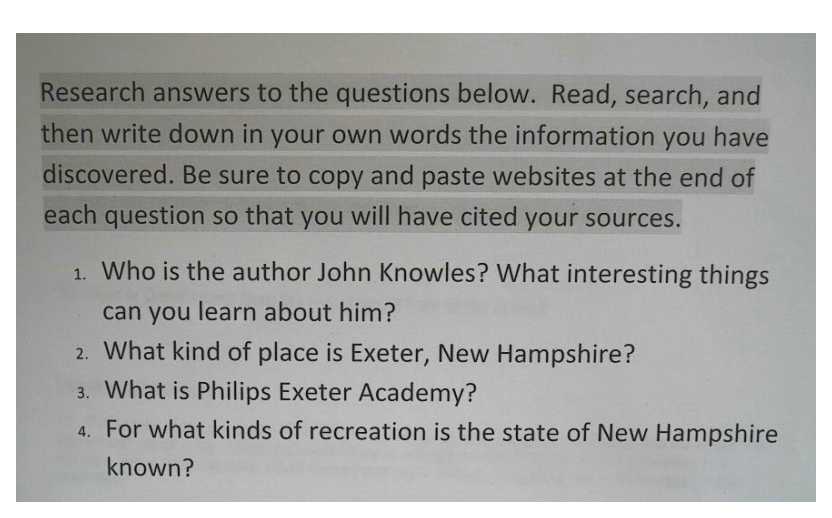 Research answers to the questions below.  Read, search, and
then write down in your own words the information you have
discovered. Be sure to copy and paste websites at the end of
each question so that you will have cited your sources.
1. Who is the author John Knowles? What interesting things
can you learn about him?
2. What kind of place is Exeter, New Hampshire?
3. What is Philips Exeter Academy?
4. For what kinds of recreation is the state of New Hampshire
known?